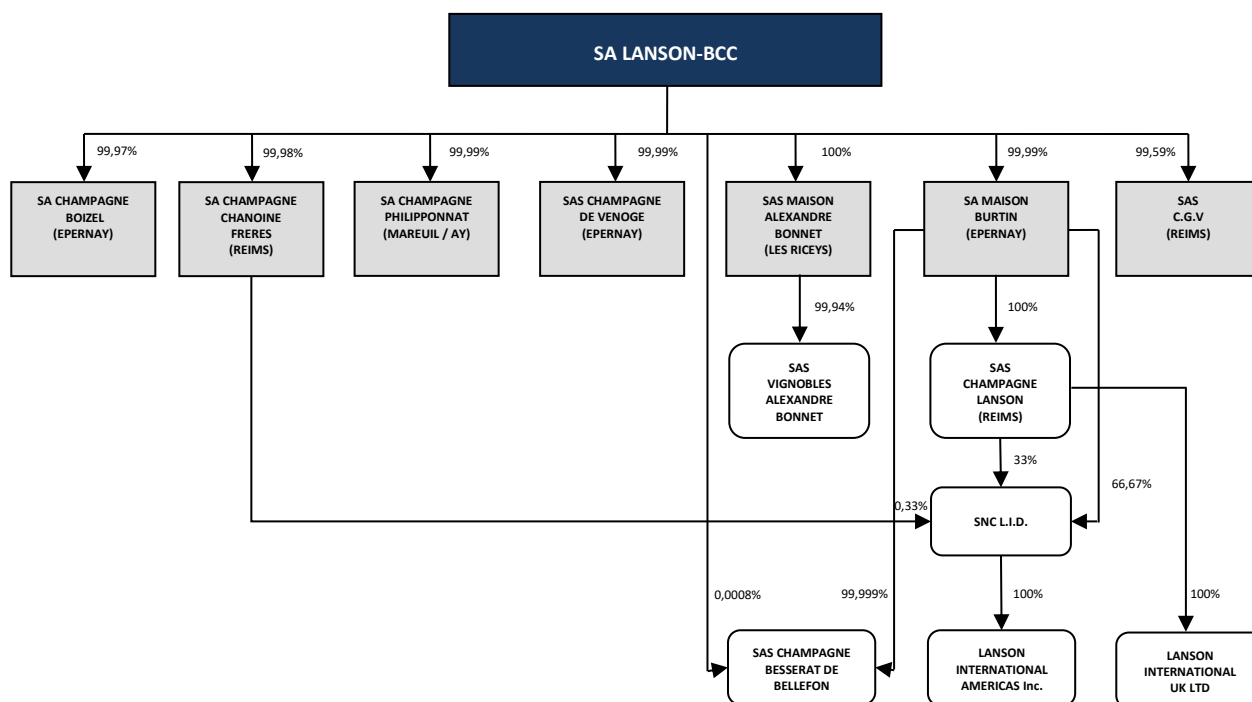 SA LANSON-BCC
99,97%
99,98%
99,99%
99,99%
100%
99,99%
99,59%
SA CHAMPAGNE
BOIZEL
(EPERNAY)
SA CHAMPAGNE
CHANOINE
FRERES
(REIMS)
SA CHAMPAGNE
PHILIPPONNAT
(MAREUIL / AY)
SAS CHAMPAGNE
DE VENOGE
(EPERNAY)
SAS MAISON
ALEXANDRE
BONNET
(LES RICEYS)
SA MAISON
BURTIN
(EPERNAY)
SAS
C.G.V
(REIMS)
99,94%
100%
SAS
VIGNOBLES
ALEXANDRE
BONNET
SAS
CHAMPAGNE
LANSON
(REIMS)
33%
66,67%
0,33%
SNC L.I.D.
0,0008%
99,999%
100%
100%
SAS CHAMPAGNE
BESSERAT DE
BELLEFON
LANSON
INTERNATIONAL
AMERICAS Inc.
LANSON
INTERNATIONAL
UK LTD